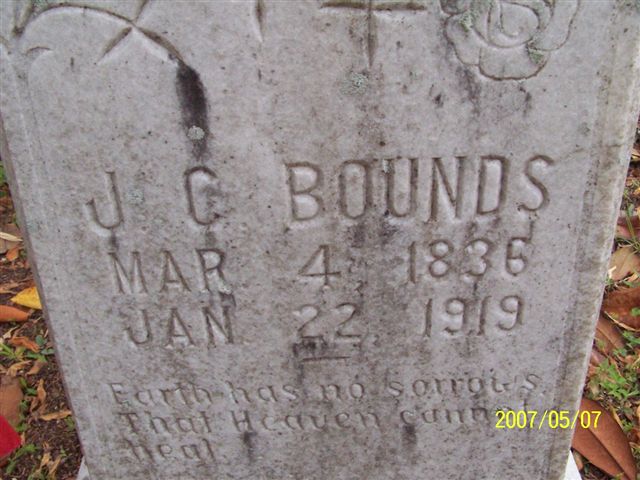 J C BOUNDS
MAR 4, 1836
JAN 22, 1919
Earth has no sorrows,
That Heaven cannot
heal
2007/05/07